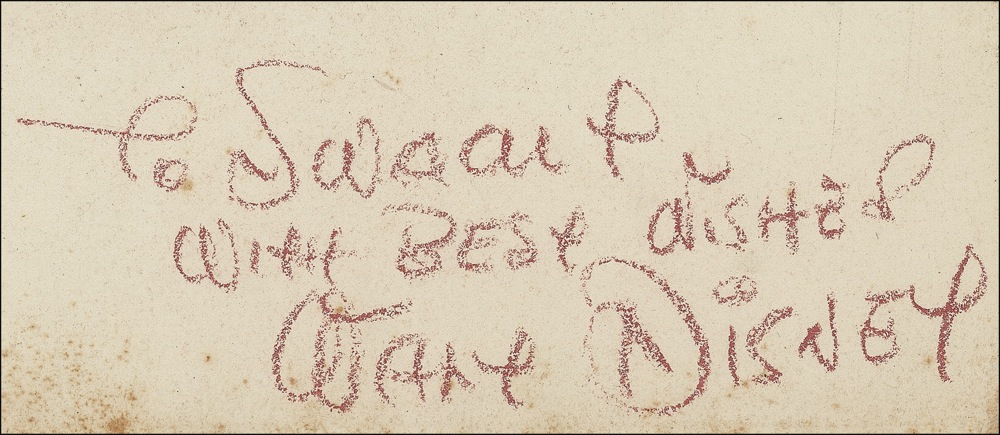 To
WITH BEST WISHES
WALT DISNEY